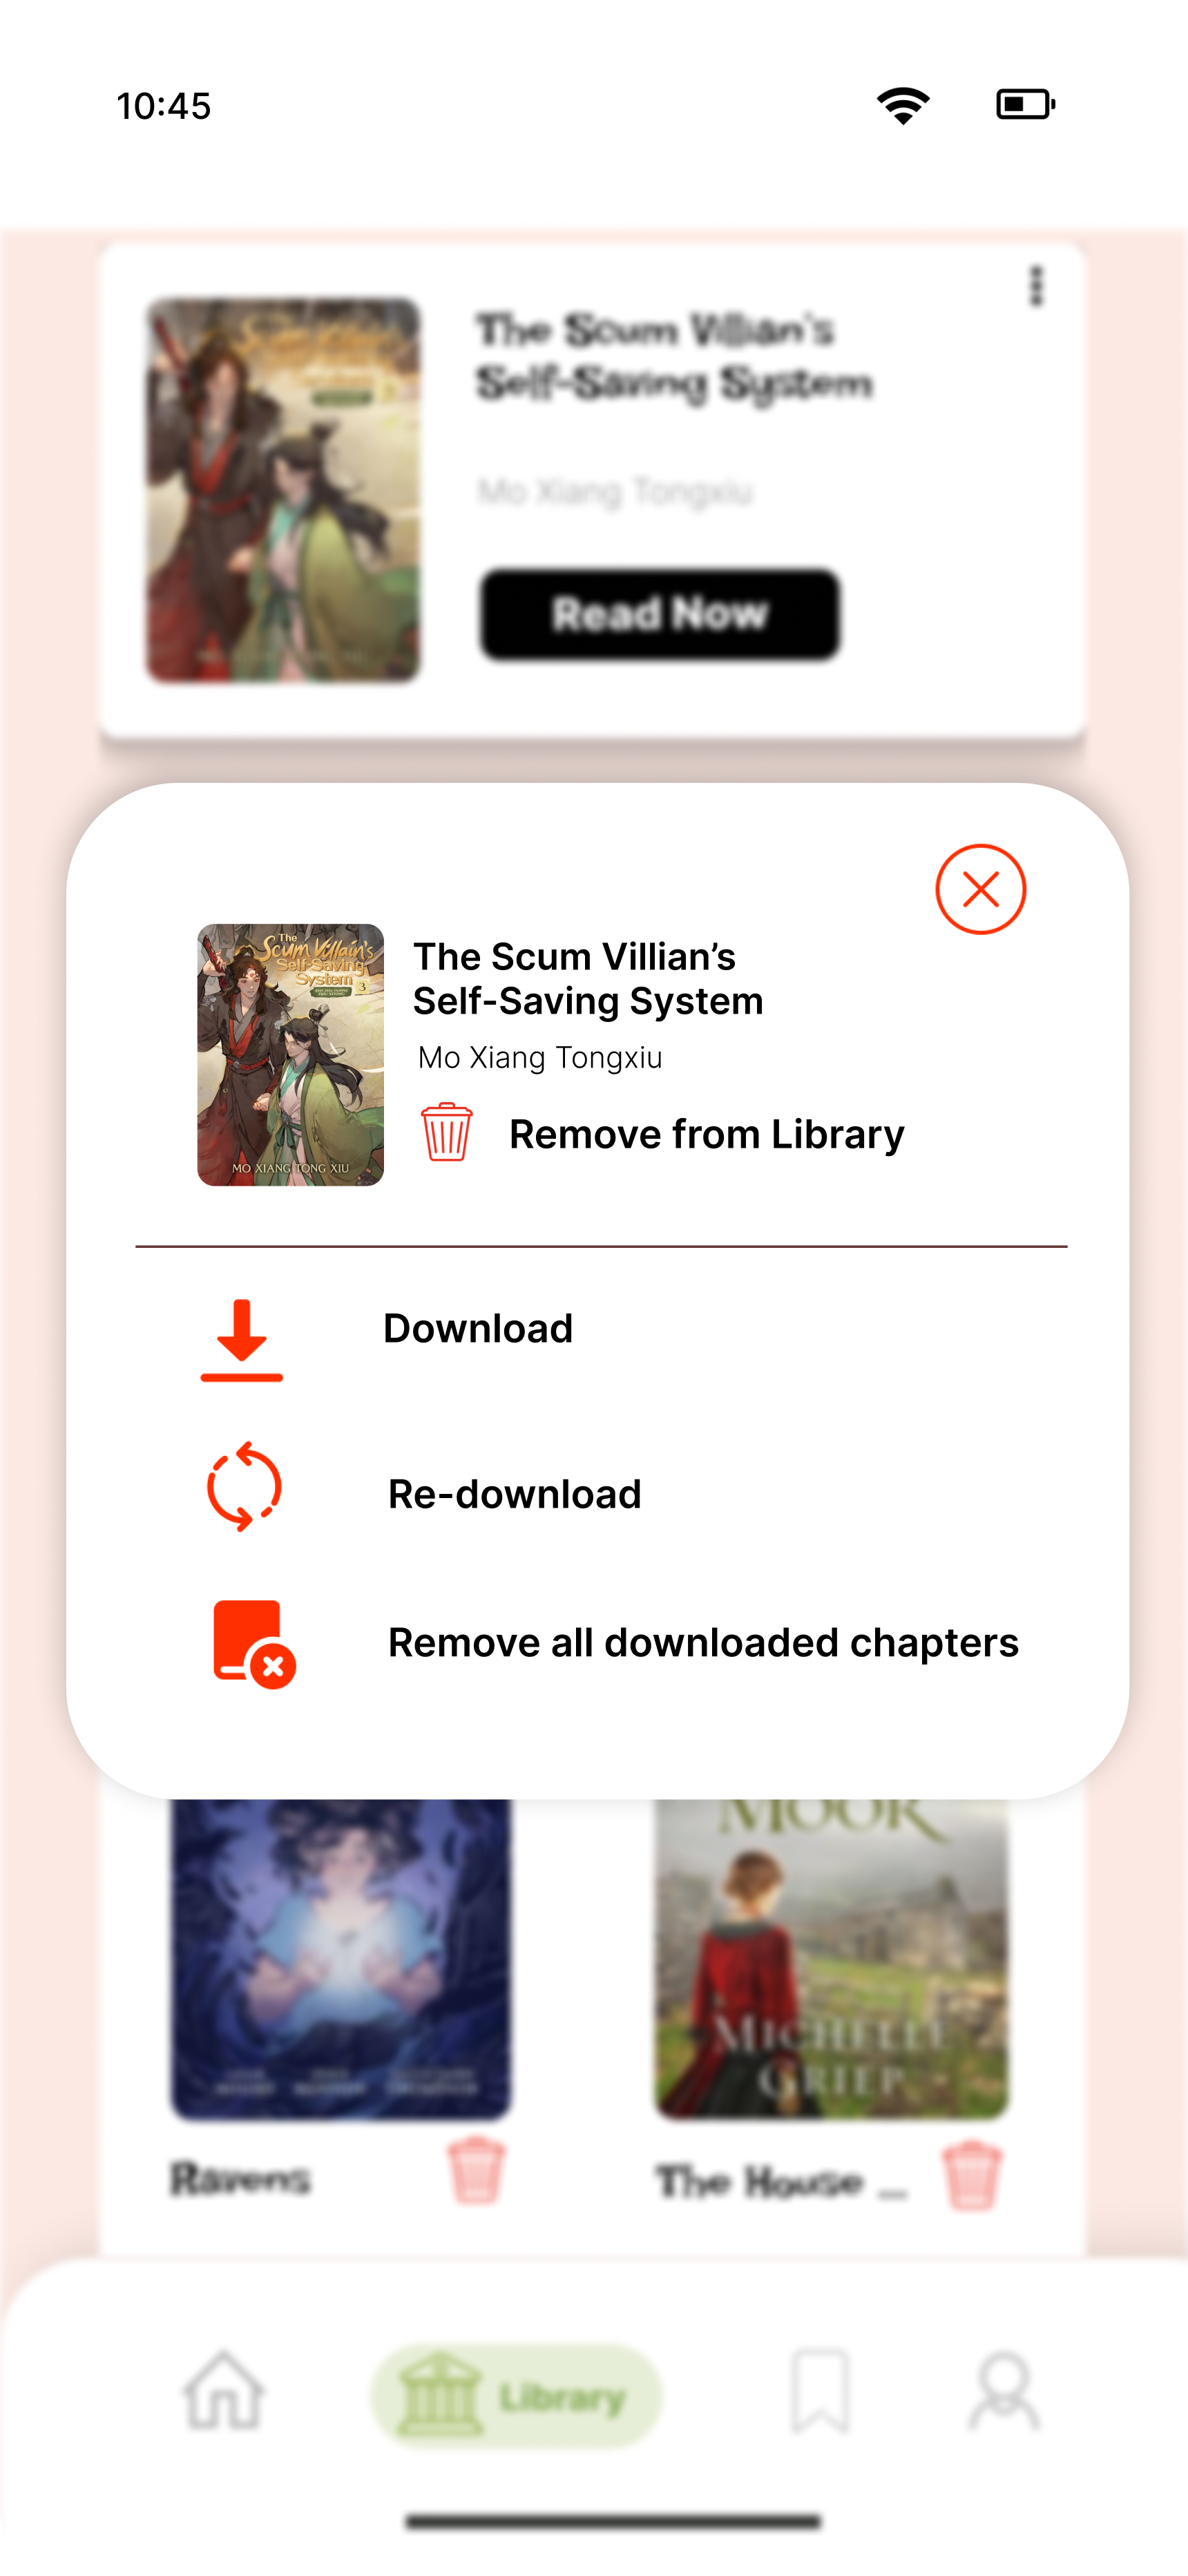 10:45
The Scum Villian's
Self-Saving System
Mo Xiang Tongxiu
Read Now
The
Scum Villain's
Self-Saving
System
3
MO XIANG TONG XIU
The Scum Villian’s
Self-Saving System
Mo Xiang Tongxiu
Remove from Library
Download
Re-download
Remove all downloaded chapters
MOOR
MICHELLE
GRIEP
Ravens
The House ...
Library